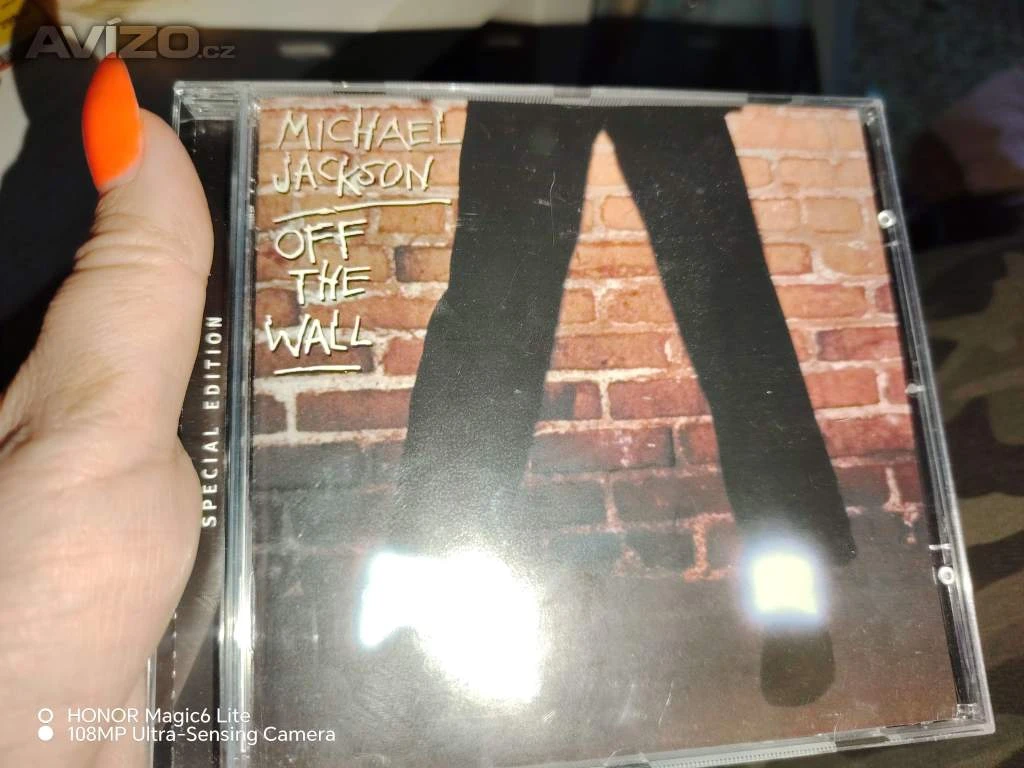 AVÍZO.cz
MICHAEL
JACKSON
OFF
THE
WALL
SPECIAL EDITION
HONOR Magic6 Lite
108MP Ultra-Sensing Camera